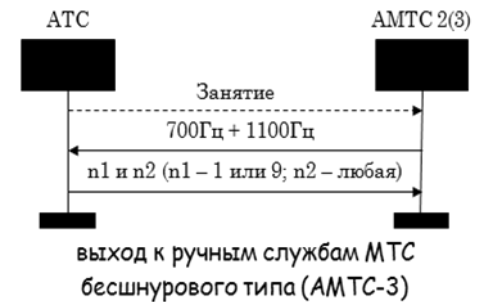 АТС АМТС 2(3)
Занятие
700Гц + 1100Гц
n1 и n2 (n1 – 1 или 9; n2 – любая)
выход к ручным службам МТС
бесшнурового типа (АМТС-3)